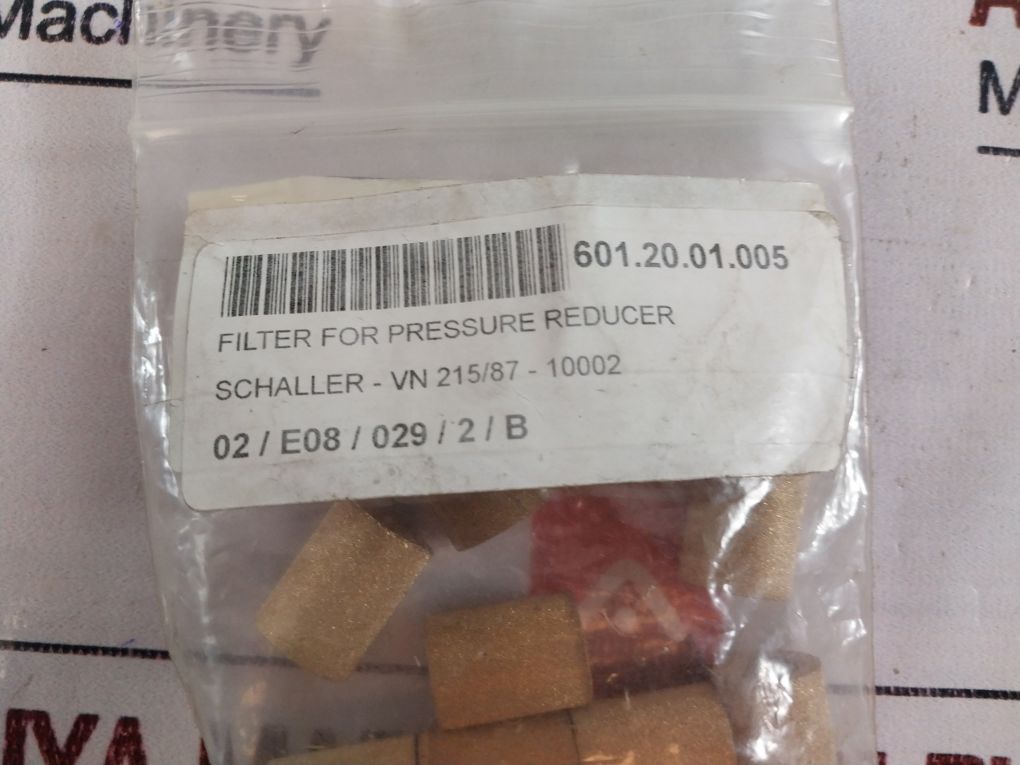 Machinery
601.20.01.005
FILTER FOR PRESSURE REDUCER
SCHALLER - VN 215/87 - 10002
02 / E08 / 029 / 2 / B